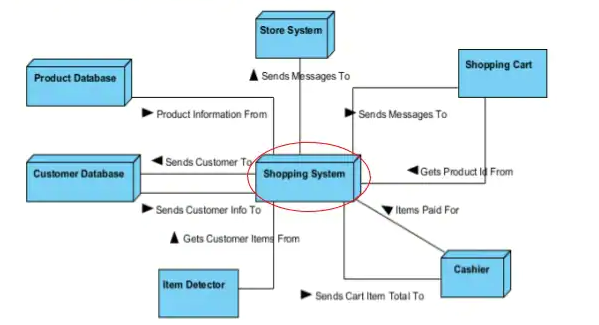 Store System
Shopping Cart
Product Database
Sends Messages To
Product Information From
Sends Messages To
Sends Customer To
Customer Database
Shopping System
Gets Product Id From
Sends Customer Info To
Items Paid For
Gets Customer Items From
Cashier
Item Detector
Sends Cart Item Total To